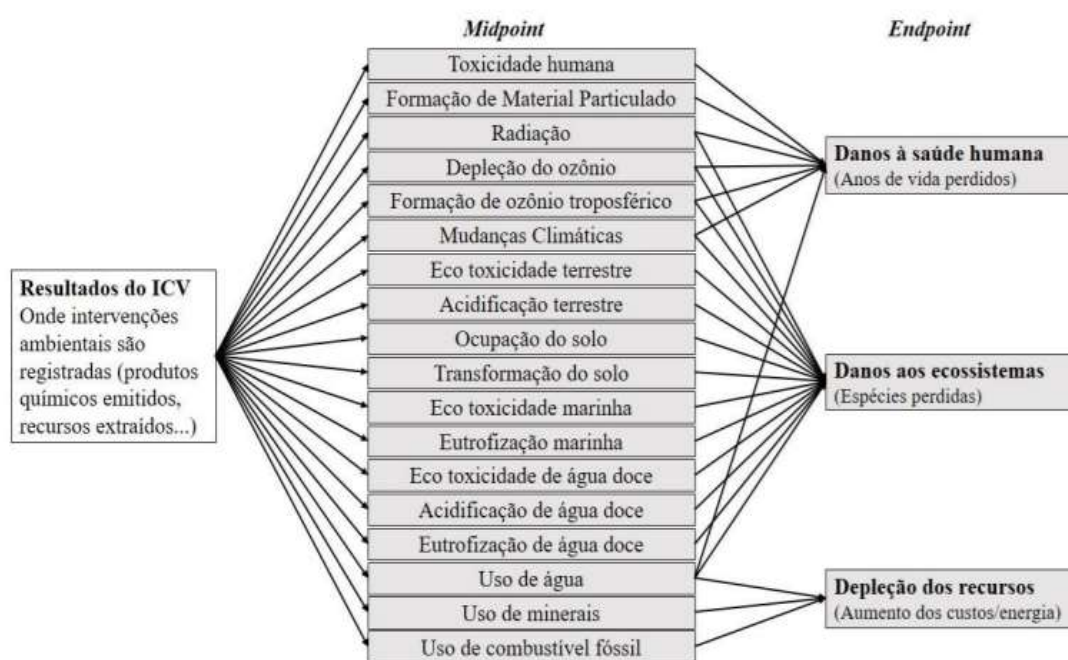 Midpoint
Endpoint
Toxicidade humana
Formação de Material Particulado
Radiação
Depleção do ozônio
Formação de ozônio troposférico
Mudanças Climáticas
Eco toxicidade terrestre
Acidificação terrestre
Ocupação do solo
Transformação do solo
Eco toxicidade marinha
Eutrofização marinha
Eco toxicidade de água doce
Acidificação de água doce
Eutrofização de água doce
Uso de água
Uso de minerais
Uso de combustível fóssil
Resultados do ICV
Onde intervenções
ambientais são
registradas (produtos
químicos emitidos,
recursos extraídos...)
Danos à saúde humana
(Anos de vida perdidos)
Danos aos ecossistemas
(Espécies perdidas)
Depleção dos recursos
(Aumento dos custos/energia)